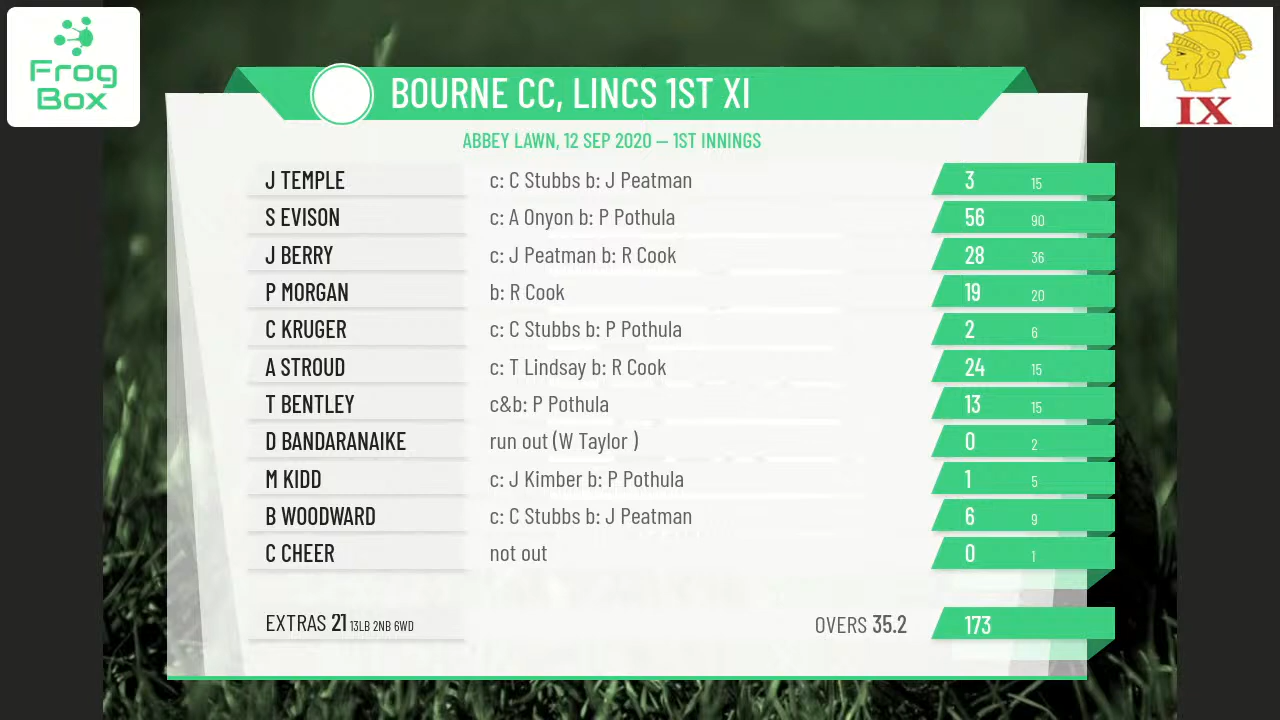 Frog
Box
IX
BOURNE CC, LINCS 1ST XI
ABBEY LAWN, 12 SEP 2020 – 1ST INNINGS
J TEMPLE c: C Stubbs b: J Peatman 3 15
S EVISON c: A Onyon b: P Pothula 56 90
J BERRY c: J Peatman b: R Cook 28 36
P MORGAN b: R Cook 19 20
C KRUGER c: C Stubbs b: P Pothula 2 6
A STROUD c: T Lindsay b: R Cook 24 15
T BENTLEY c&b: P Pothula 13 15
D BANDARANAIKE run out (W Taylor ) 0 2
M KIDD c: J Kimber b: P Pothula 1 5
B WOODWARD c: C Stubbs b: J Peatman 6 9
C CHEER not out 0 1
EXTRAS 21 13LB 2NB 6WD OVERS 35.2 173